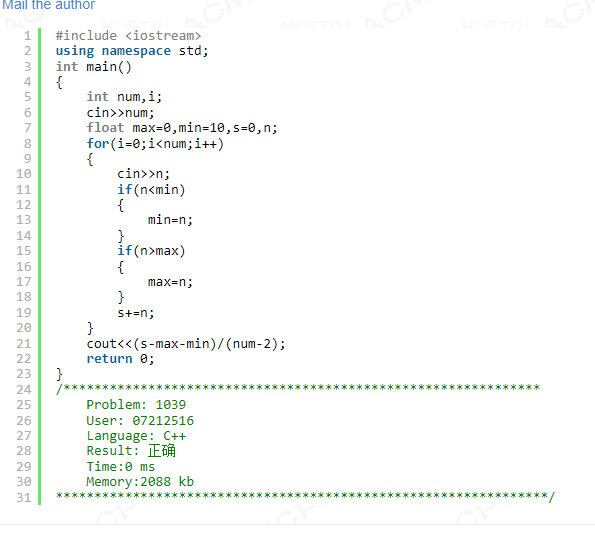 Mail the author
1 #include <iostream>
2 using namespace std;
3 int main()
4 {
5     int num,i;
6     cin>>num;
7     float max=0,min=10,s=0,n;
8     for(i=0;i<num;i++)
9     {
10         cin>>n;
11         if(n<min)
12         {
13             min=n;
14         }
15         if(n>max)
16         {
17             max=n;
18         }
19         s+=n;
20     }
21     cout<<(s-max-min)/(num-2);
22     return 0;
23 }
24 /**************************************************************
25     Problem: 1039
26     User: 07212516
27     Language: C++
28     Result: 正确
29     Time:0 ms
30     Memory:2088 kb
31 ****************************************************************/